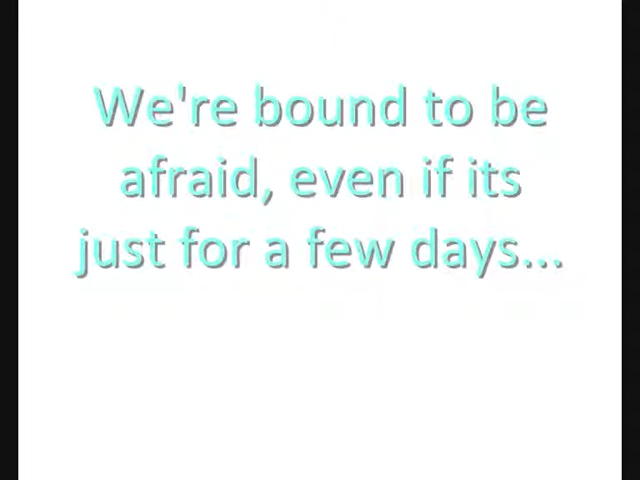 We're bound to be
afraid, even if its
just for a few days...